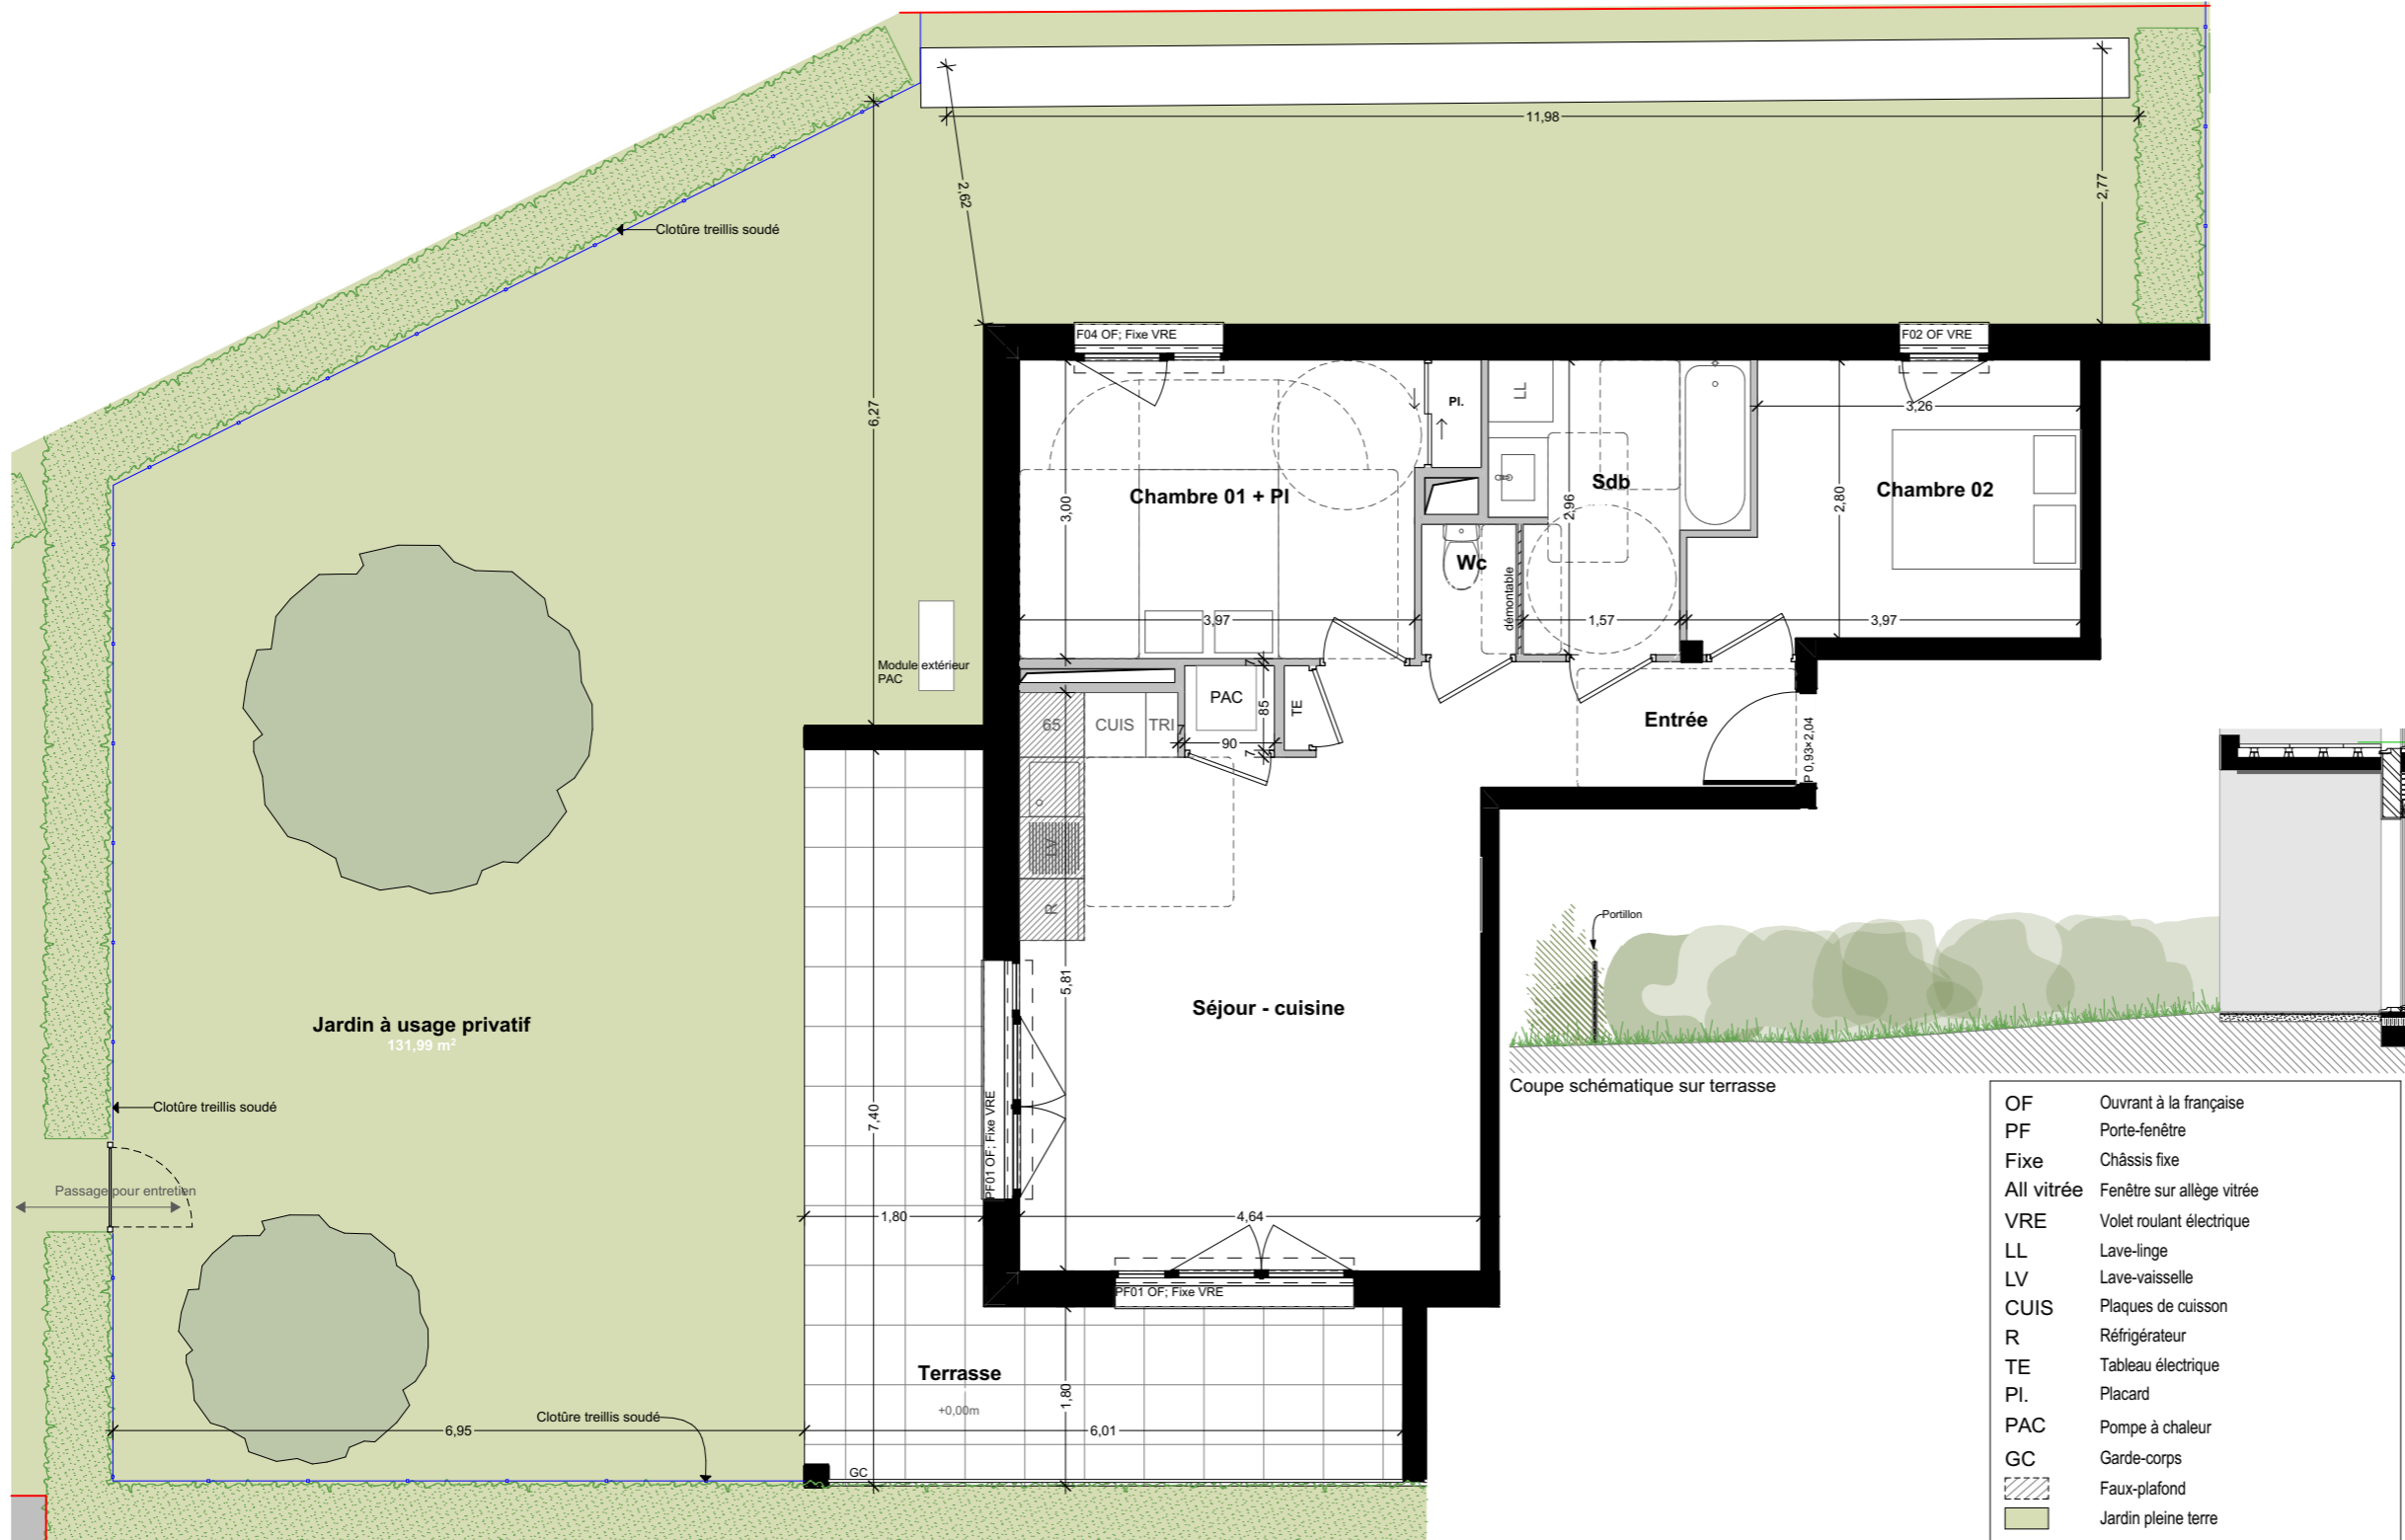 11,98
2,62
2,77
Clotûre treillis soudé
6,27
F04 OF; Fixe VRE
F02 OF VRE
LL
Pl.
3,26
Chambre 01 + Pl
Sdb
Chambre 02
3,00
2,96
2,80
Wc
démontable
3,97
1,57
3,97
Module extérieur
PAC
7
PAC
85
TE
65
CUIS
TRI
7
90
7
Entrée
P 0,93×2,04
LV
R
Portillon
5,81
Séjour - cuisine
Jardin à usage privatif
131,99 m²
Clotûre treillis soudé
7,40
PF01 OF; Fixe VRE
Coupe schématique sur terrasse
Passage pour entretien
1,80
4,64
PF01 OF; Fixe VRE
Terrasse
+0,00m
1,80
Clotûre treillis soudé
6,95
6,01
GC
OF Ouvrant à la française
PF Porte-fenêtre
Fixe Châssis fixe
All vitrée Fenêtre sur allège vitrée
VRE Volet roulant électrique
LL Lave-linge
LV Lave-vaisselle
CUIS Plaques de cuisson
R Réfrigérateur
TE Tableau électrique
PI. Placard
PAC Pompe à chaleur
GC Garde-corps
Faux-plafond
Jardin pleine terre